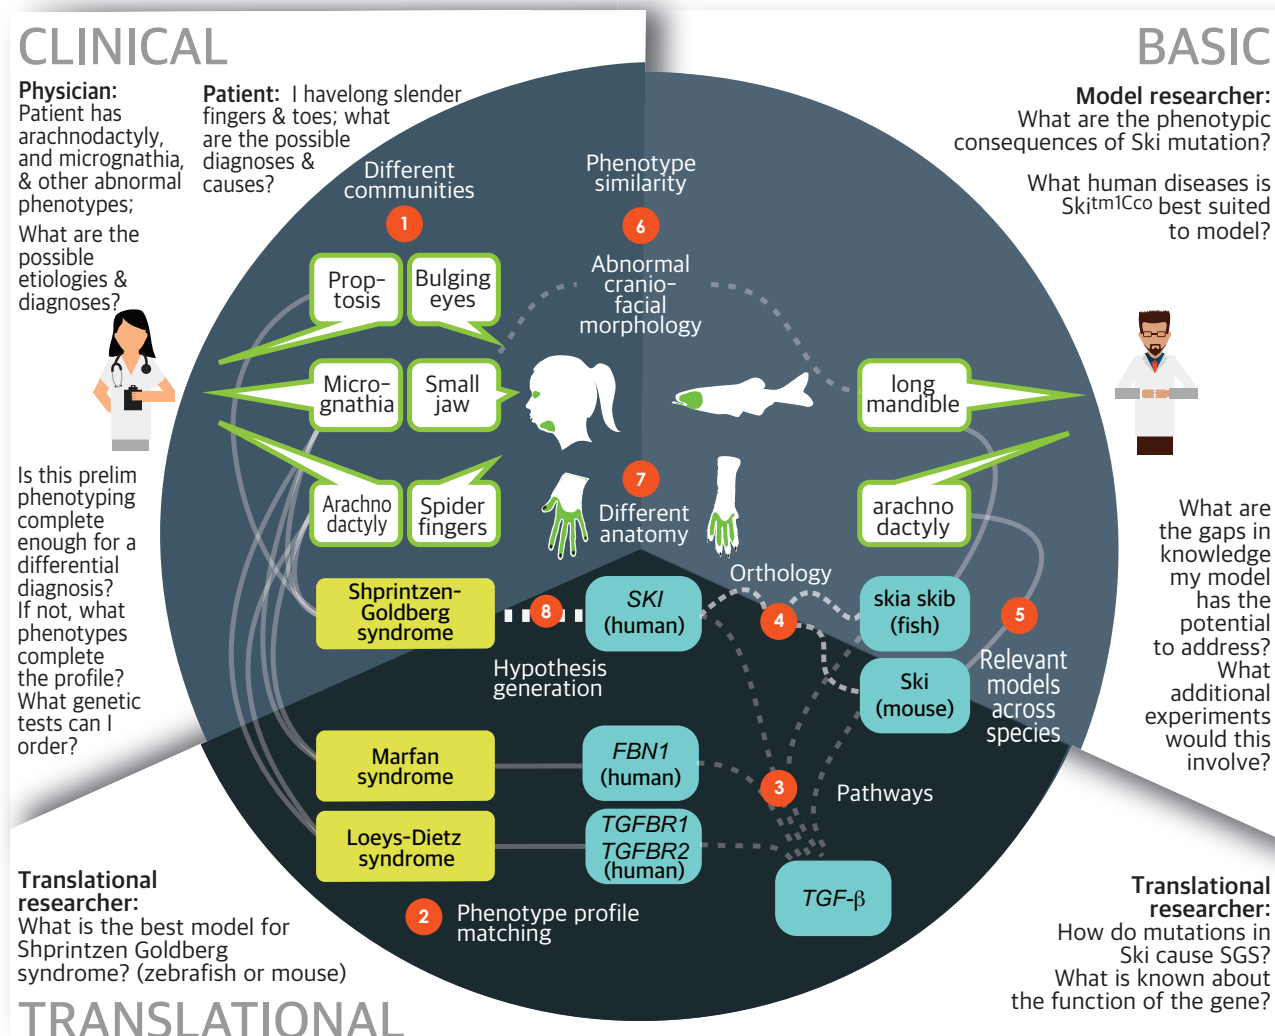 CLINICAL
Physician:
Patient has
arachnodactyly,
and micrognathia,
& other abnormal
phenotypes;
What are the
possible
etiologies &
diagnoses?
Patient: I havelong slender
fingers & toes; what
are the possible
diagnoses &
causes?
Is this prelim
phenotyping
complete
enough for a
differential
diagnosis?
If not, what
phenotypes
complete
the profile?
What genetic
tests can I
order?
BASIC
Model researcher:
What are the phenotypic
consequences of Ski mutation?
What human diseases is
Skitm1Cco best suited
to model?
What are
the gaps in
knowledge
my model
has the
potential
to address?
What
additional
experiments
would this
involve?
Different
communities
1
Prop-
tosis
Bulging
eyes
Micro-
gnathia
Small
jaw
Arachno
dactyly
Spider
fingers
Phenotype
similarity
6
Abnormal
cranio-
facial
morphology
long
mandible
arachno
dactyly
7
Different
anatomy
Shprintzen-
Goldberg
syndrome
8
Hypothesis
generation
SKI
(human)
Orthology
4
skia skib
(fish)
Ski
(mouse)
5
Relevant
models
across
species
Marfan
syndrome
FBN1
(human)
3
Pathways
Loeys-Dietz
syndrome
TGFBR1
TGFBR2
(human)
TGF-β
2
Phenotype profile
matching
Translational
researcher:
What is the best model for
Shprintzen Goldberg
syndrome? (zebrafish or mouse)
TRANSLATIONAL
Translational
researcher:
How do mutations in
Ski cause SGS?
What is known about
the function of the gene?